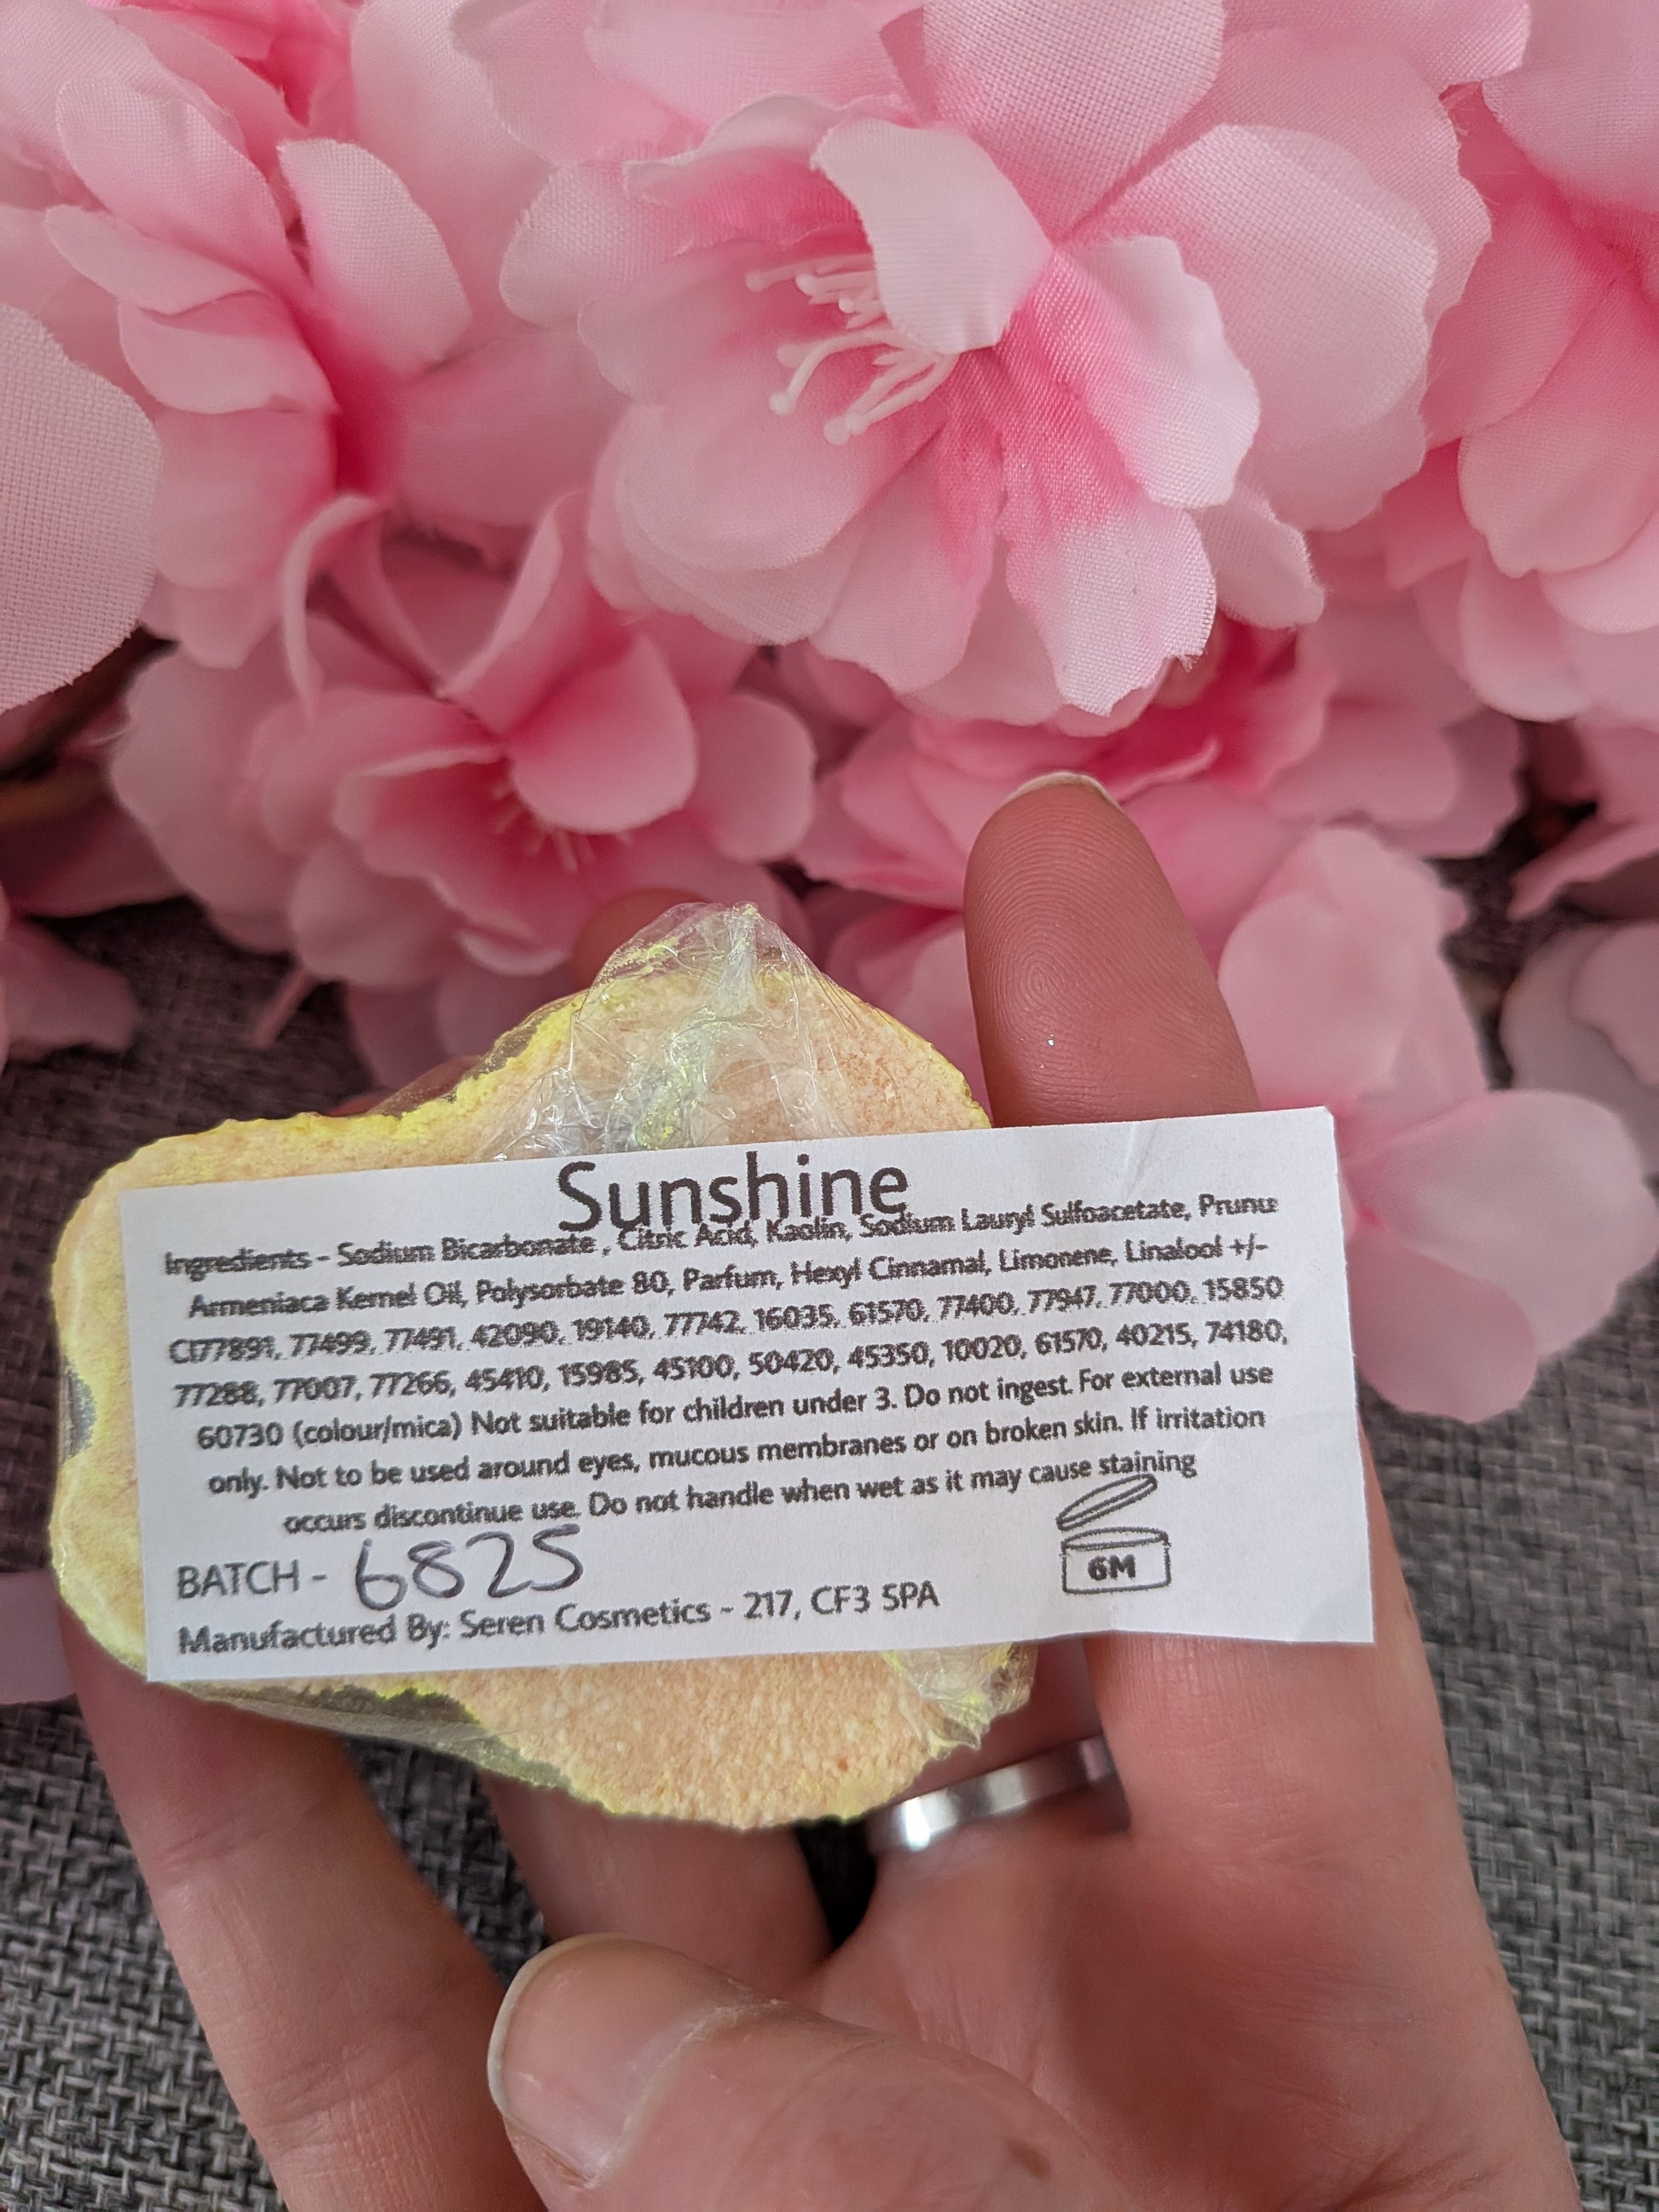 Sunshine
Ingredients - Sodium Bicarbonate , Citric Acid, Kaolin, Sodium Lauryl Sulfoacetate, Prunus
Armeniaca Kernel Oil, Polysorbate 80, Parfum, Hexyl Cinnamal, Limonene, Linalool +/-
CI77891, 77499, 77491, 42090, 19140, 77742, 16035, 61570, 77400, 77947, 77000, 15850
77288, 77007, 77266, 45410, 15985, 45100, 50420, 45350, 10020, 61570, 40215, 74180,
60730 (colour/mica) Not suitable for children under 3. Do not ingest. For external use
only. Not to be used around eyes, mucous membranes or on broken skin. If irritation
occurs discontinue use. Do not handle when wet as it may cause staining
BATCH - 6825
6M
Manufactured By: Seren Cosmetics - 217, CF3 5PA